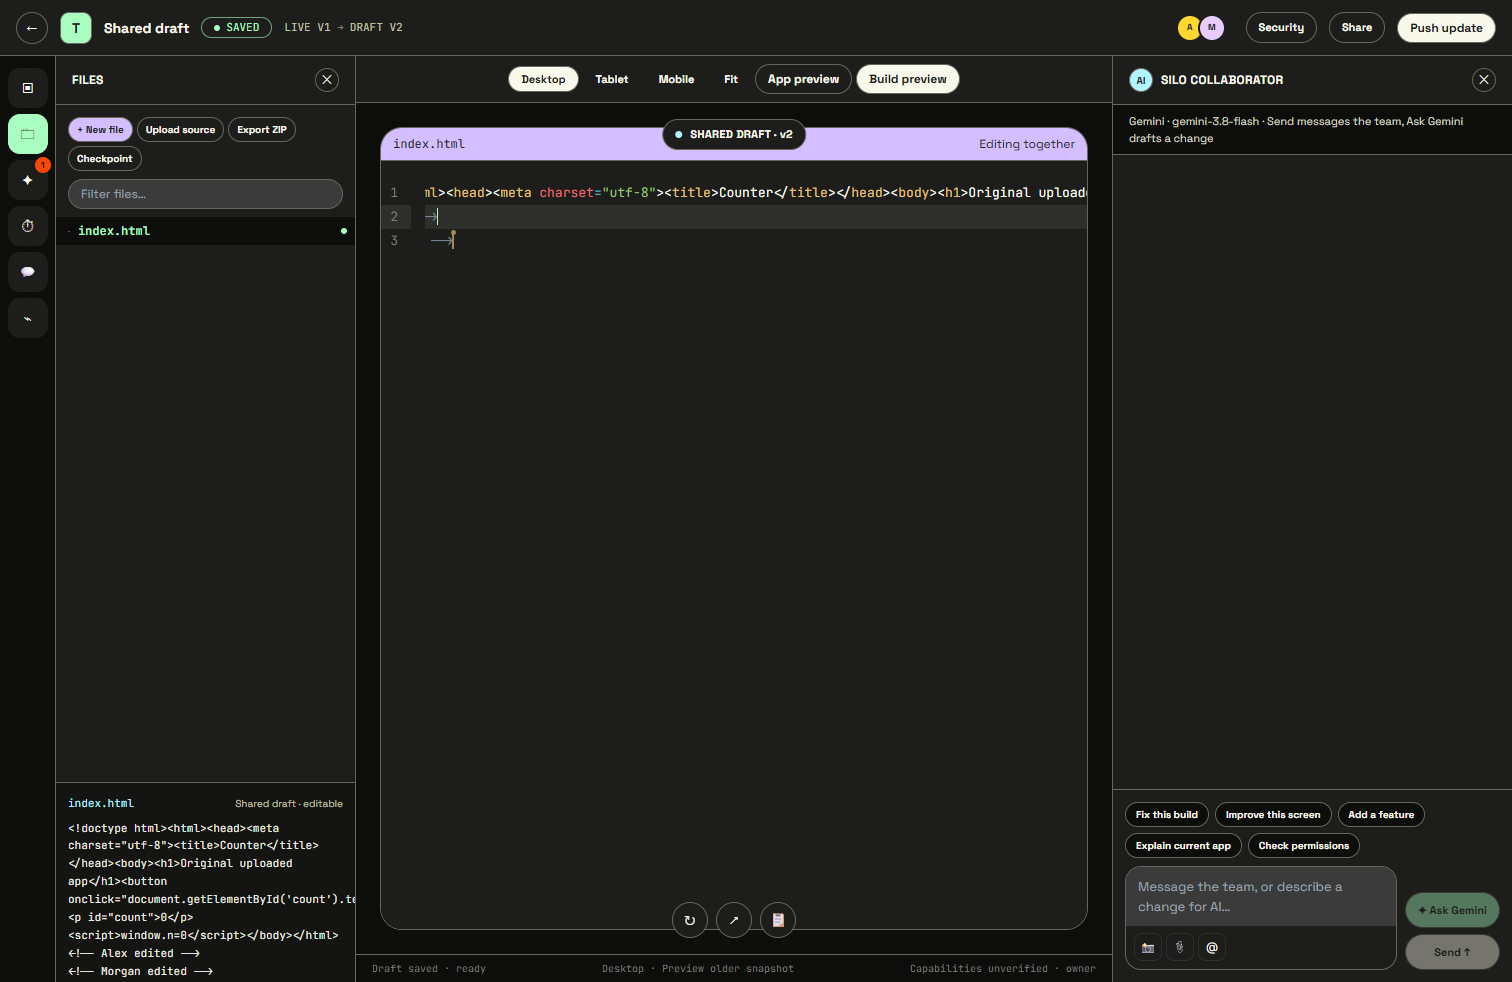 ← T Shared draft ● SAVED LIVE V1 → DRAFT V2 A M Security Share Push update
FILES
+ New file Upload source Export ZIP
Checkpoint
Filter files…
1
· index.html
index.html Shared draft · editable
<!doctype html><html><head><meta
charset="utf-8"><title>Counter</title>
</head><body><h1>Original uploaded
app</h1><button
onclick="document.getElementById('count').te
<p id="count">0</p>
<script>window.n=0</script></body></html>
<!-- Alex edited -->
<!-- Morgan edited -->
Desktop Tablet Mobile Fit App preview Build preview
index.html ● SHARED DRAFT · v2 Editing together
1 ml><head><meta charset="utf-8"><title>Counter</title></head><body><h1>Original uploade
2 ->
3 -->
↻ ↗
Draft saved · ready Desktop · Preview older snapshot Capabilities unverified · owner
AI SILO COLLABORATOR
Gemini · gemini-3.8-flash · Send messages the team, Ask Gemini
drafts a change
Fix this build Improve this screen Add a feature
Explain current app Check permissions
Message the team, or describe a
change for AI…
@
✦ Ask Gemini
Send ↑